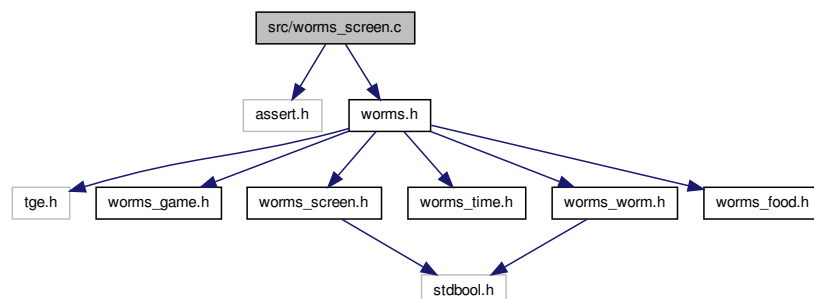 src/worms_screen.c
assert.h
worms.h
tge.h
worms_game.h
worms_screen.h
worms_time.h
worms_worm.h
worms_food.h
stdbool.h